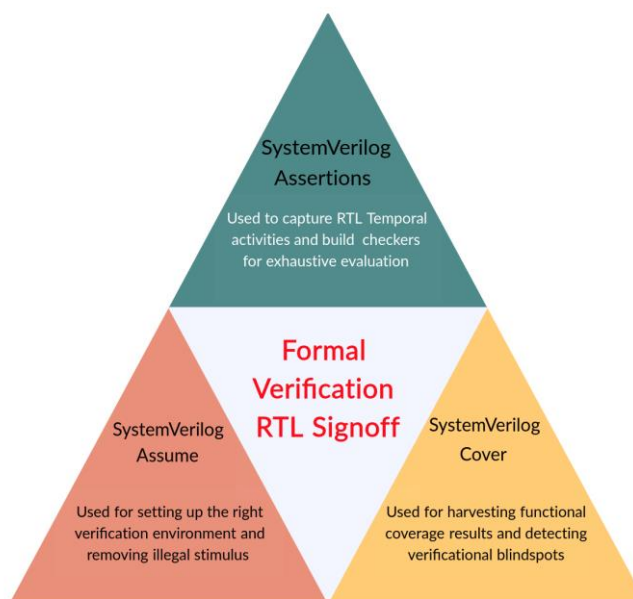 SystemVerilog
Assertions
Used to capture RTL Temporal
activities and build checkers
for exhaustive evaluation
Formal
Verification
RTL Signoff
SystemVerilog
Assume
Used for setting up the right
verification environment and
removing illegal stimulus
SystemVerilog
Cover
Used for harvesting functional
coverage results and detecting
verificational blindspots